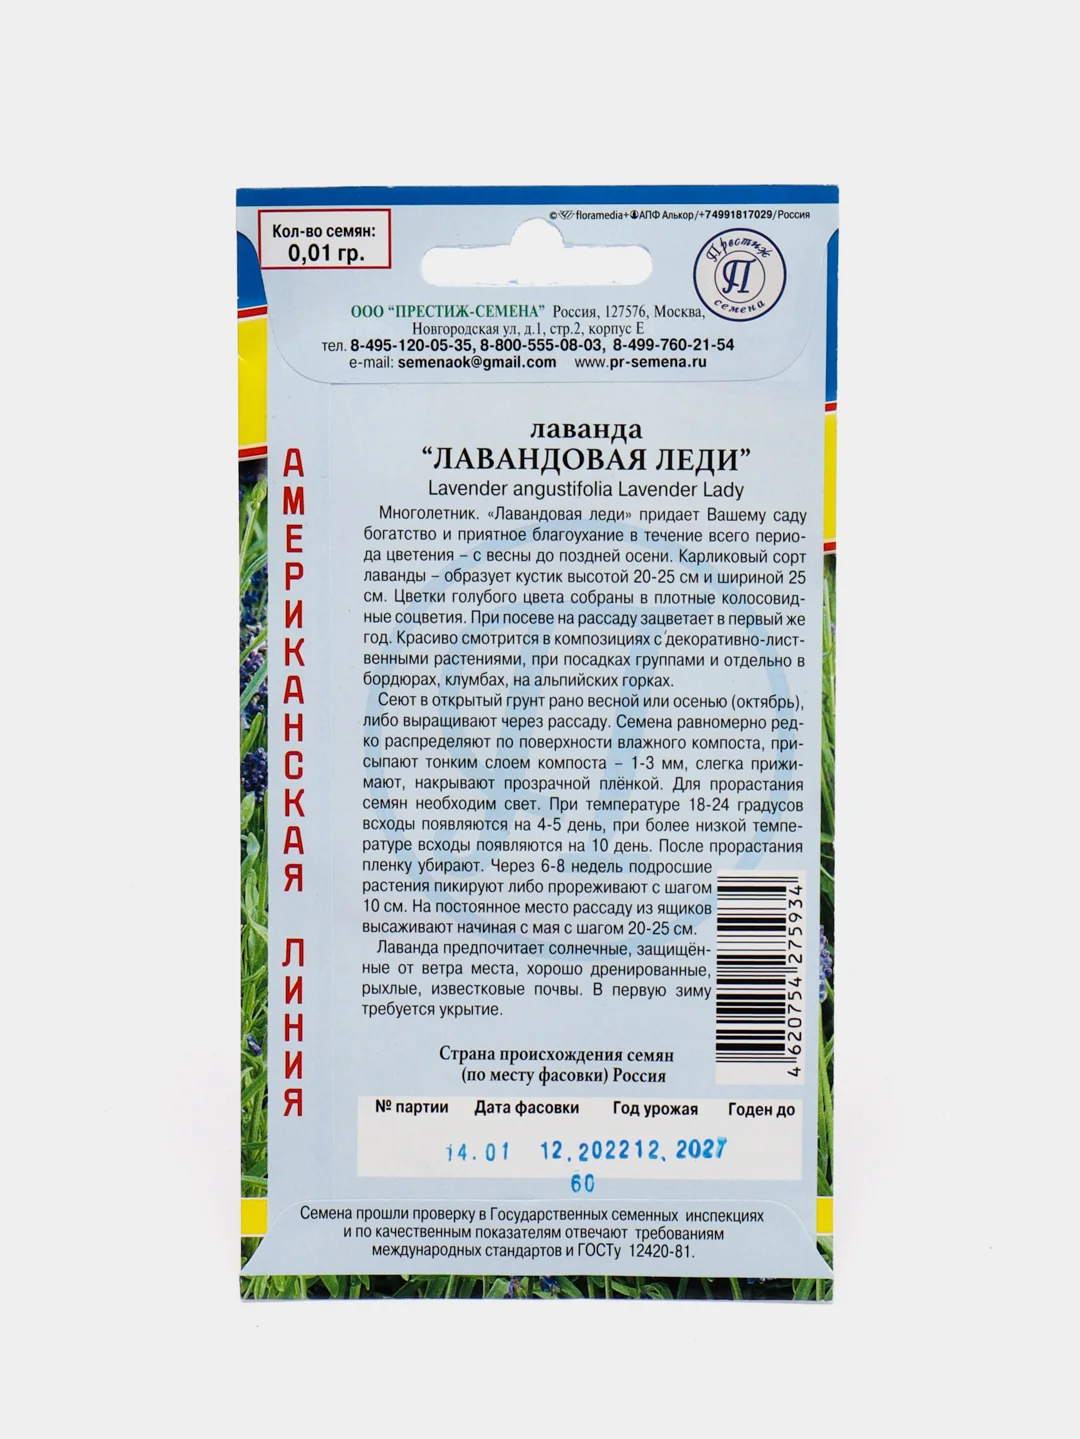 © floramedia+ АПФ Алькор/+74991817029/Россия
Кол-во семян:
0,01 гр.
Престиж
П
семена
ООО “ПРЕСТИЖ-СЕМЕНА” Россия, 127576, Москва,
Новгородская ул, д.1, стр.2, корпус Е
тел. 8-495-120-05-35, 8-800-555-08-03, 8-499-760-21-54
e-mail: semenaok@gmail.com www.pr-semena.ru
АМЕРИКАНСКАЯ ЛИНИЯ
лаванда
“ЛАВАНДОВАЯ ЛЕДИ”
Lavender angustifolia Lavender Lady
Многолетник. «Лавандовая леди» придает Вашему саду
богатство и приятное благоухание в течение всего перио-
да цветения – с весны до поздней осени. Карликовый сорт
лаванды – образует кустик высотой 20-25 см и шириной 25
см. Цветки голубого цвета собраны в плотные колосовид-
ные соцветия. При посеве на рассаду зацветает в первый же
год. Красиво смотрится в композициях с декоративно-лист-
венными растениями, при посадках группами и отдельно в
бордюрах, клумбах, на альпийских горках.
Сеют в открытый грунт рано весной или осенью (октябрь),
либо выращивают через рассаду. Семена равномерно ред-
ко распределяют по поверхности влажного компоста, при-
сыпают тонким слоем компоста – 1-3 мм, слегка прижи-
мают, накрывают прозрачной плёнкой. Для прорастания
семян необходим свет. При температуре 18-24 градусов
всходы появляются на 4-5 день, при более низкой темпе-
ратуре всходы появляются на 10 день. После прорастания
пленку убирают. Через 6-8 недель подросшие
растения пикируют либо прореживают с шагом
10 см. На постоянное место рассаду из ящиков
высаживают начиная с мая с шагом 20-25 см.
Лаванда предпочитает солнечные, защищён-
ные от ветра места, хорошо дренированные,
рыхлые, известковые почвы. В первую зиму
требуется укрытие.
4 620754 275934
Страна происхождения семян
(по месту фасовки) Россия
№ партии Дата фасовки Год урожая Годен до
14.01 12.202212.2027
60
Семена прошли проверку в Государственных семенных инспекциях
и по качественным показателям отвечают требованиям
международных стандартов и ГОСТу 12420-81.